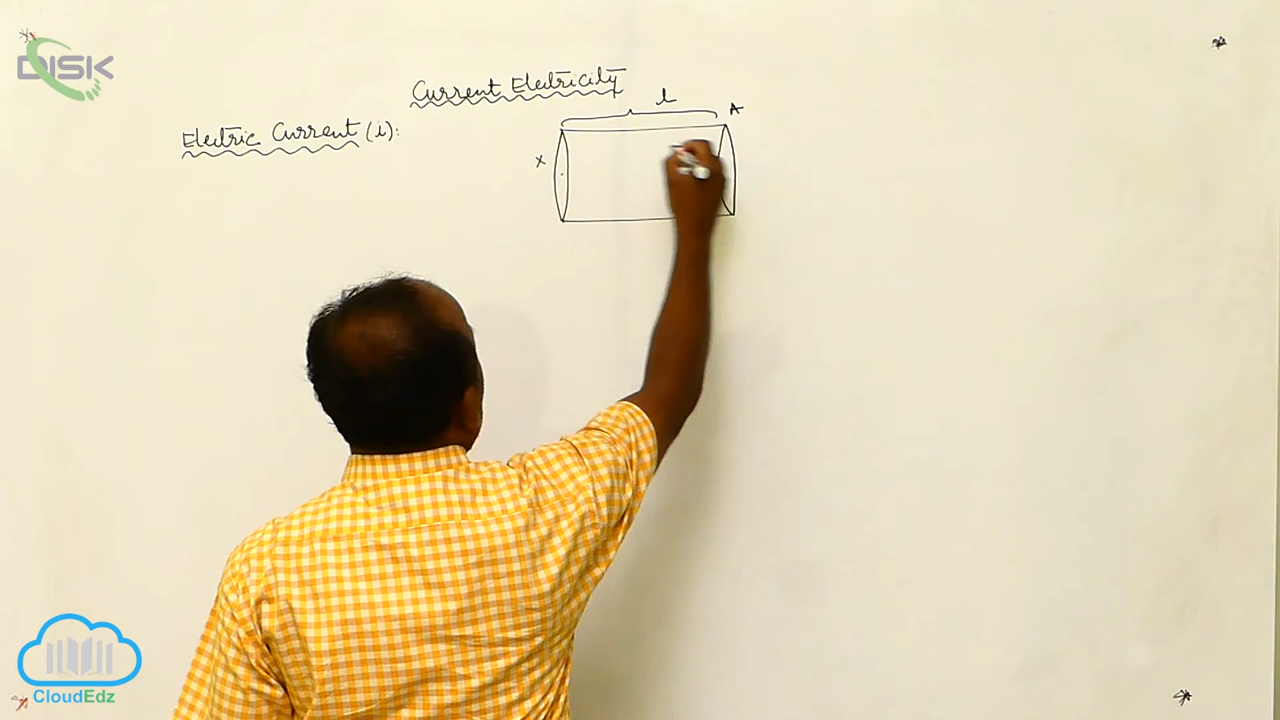 DISK
Current Electricity
l
A
Electric Current (i):
x
CloudEdz